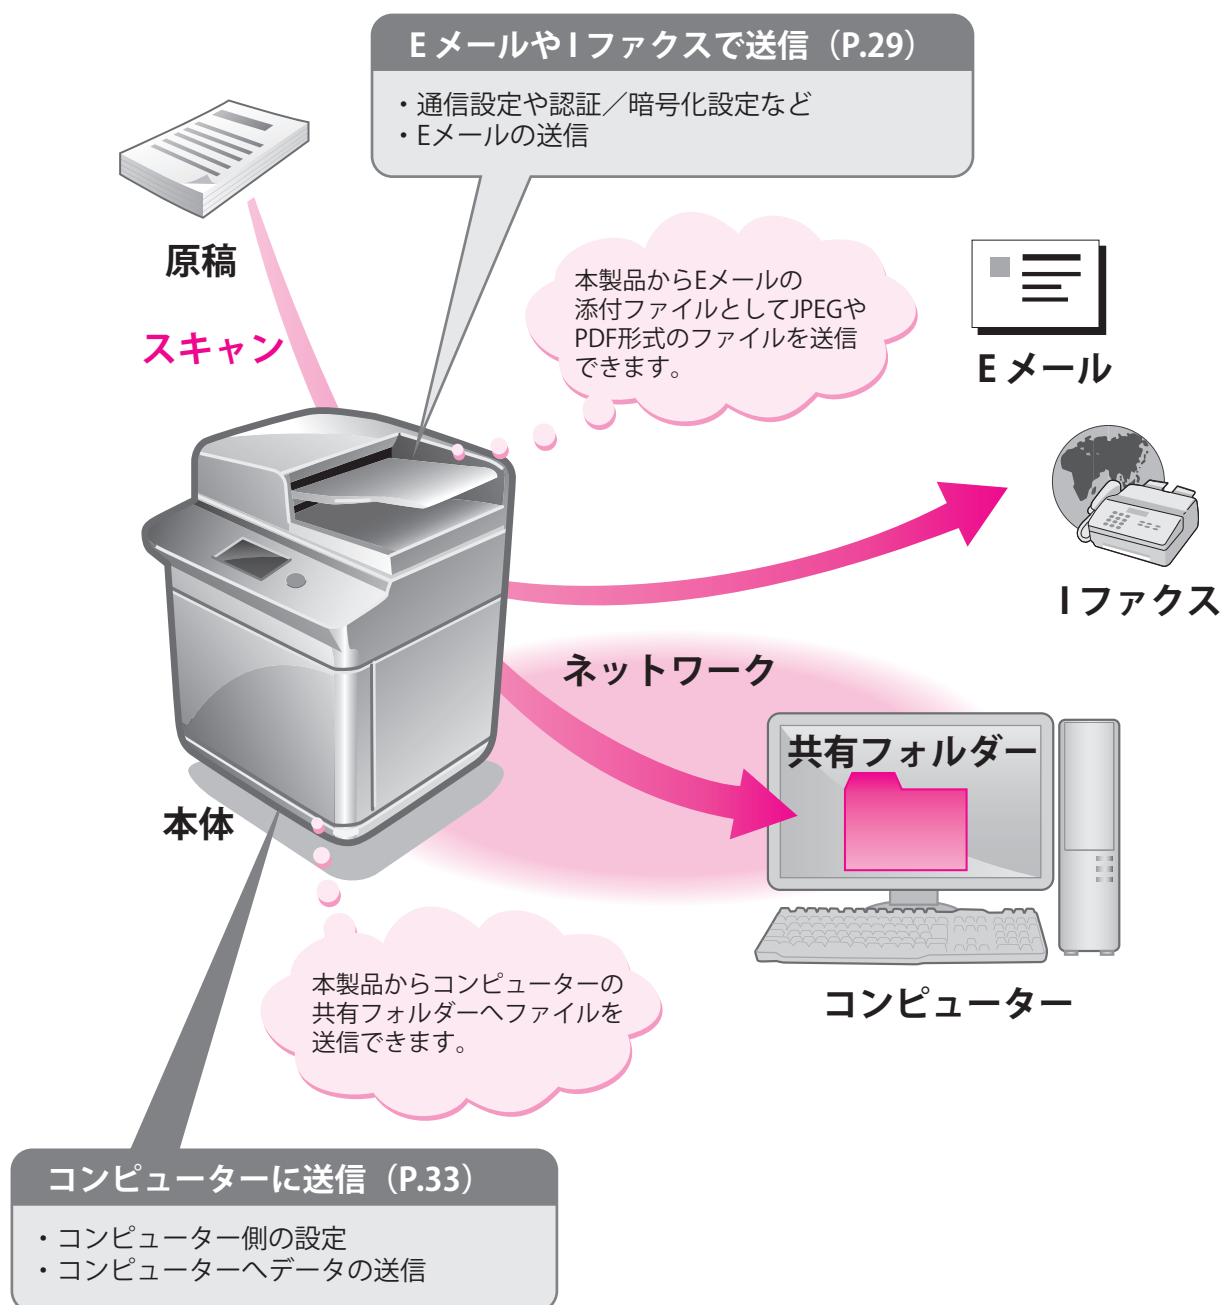 E メールや I ファクスで送信（P.29）
・通信設定や認証／暗号化設定など
・Eメールの送信
原稿
スキャン
本製品からEメールの
添付ファイルとしてJPEGや
PDF形式のファイルを送信
できます。
E メール
I ファクス
ネットワーク
共有フォルダー
本体
コンピューター
本製品からコンピューターの
共有フォルダーへファイルを
送信できます。
コンピューターに送信（P.33）
・コンピューター側の設定
・コンピューターへデータの送信